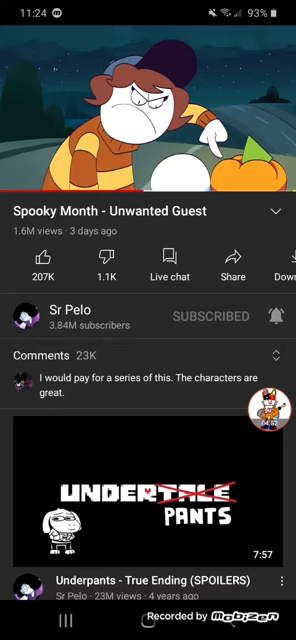 11:24
93%
Spooky Month - Unwanted Guest
1.6M views · 3 days ago
207K
1.1K
Live chat
Share
Down
Sr Pelo
3.84M subscribers
SUBSCRIBED
Comments 23K
I would pay for a series of this. The characters are
great.
04:52
UNDERTALE
PANTS
7:57
Underpants - True Ending (SPOILERS)
Sr Pelo · 23M views · 4 years ago
Recorded by Mobizen